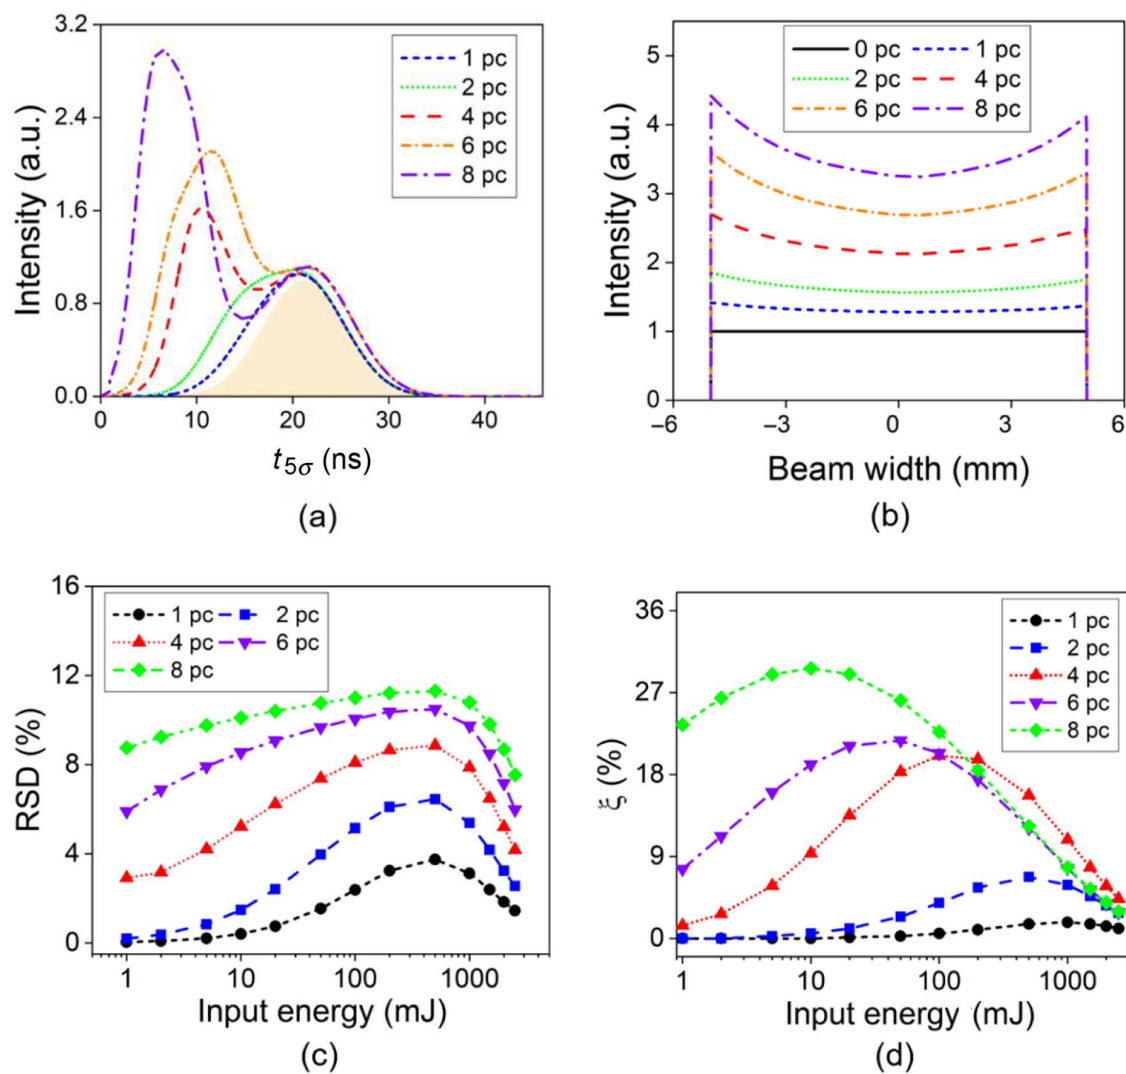 3.2
2.4
1.6
0.8
0.0
Intensity (a.u.)
1 pc
2 pc
4 pc
6 pc
8 pc
0 10 20 30 40
t5σ (ns)
(a)
5
4
3
2
1
0
Intensity (a.u.)
0 pc 1 pc
2 pc 4 pc
6 pc 8 pc
−6 −3 0 3 6
Beam width (mm)
(b)
16
12
8
4
0
RSD (%)
1 pc 2 pc
4 pc 6 pc
8 pc
1 10 100 1000
Input energy (mJ)
(c)
36
27
18
9
0
ξ (%)
1 pc
2 pc
4 pc
6 pc
8 pc
1 10 100 1000
Input energy (mJ)
(d)